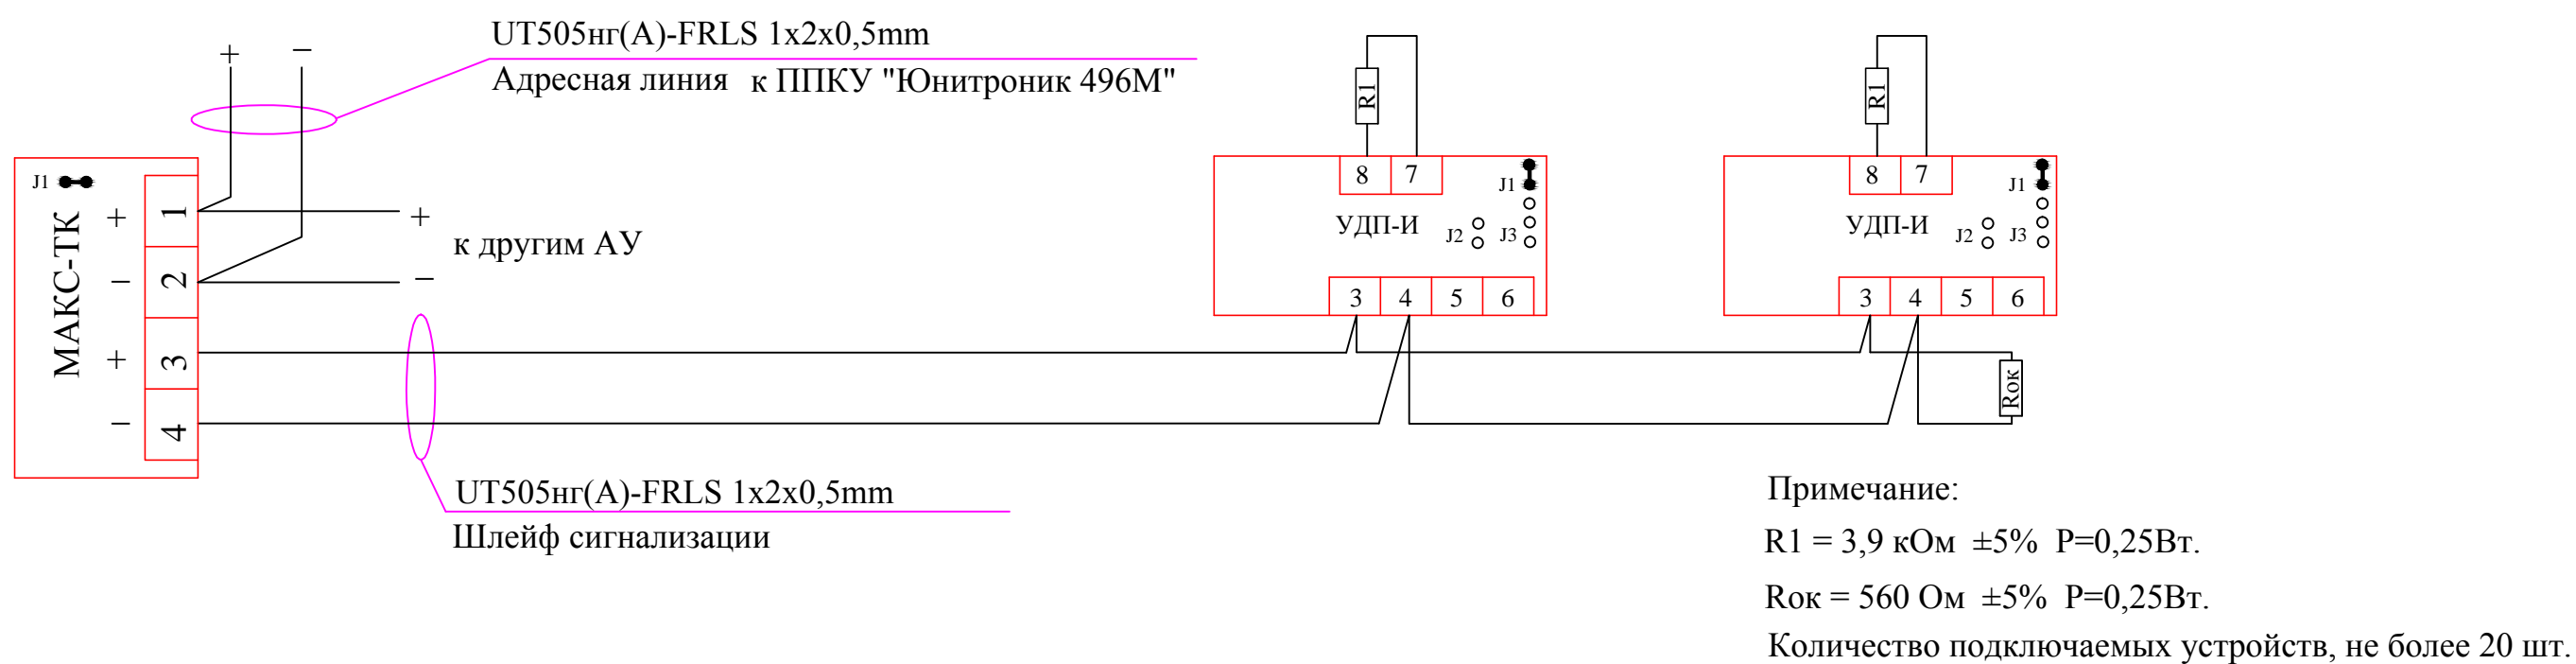 UT505нг(А)-FRLS 1x2x0,5mm
Адресная линия к ППКУ "Юнитроник 496М"
+ −
J1
МАКС-ТК
+ 1
− 2
+ 3
− 4
+
к другим АУ
−
R1
8 7
J1
УДП-И
J2
J3
3 4 5 6
R1
8 7
J1
УДП-И
J2
J3
3 4 5 6
Rок
UT505нг(А)-FRLS 1x2x0,5mm
Шлейф сигнализации
Примечание:
R1 = 3,9 кОм ±5% P=0,25Вт.
Rок = 560 Ом ±5% P=0,25Вт.
Количество подключаемых устройств, не более 20 шт.